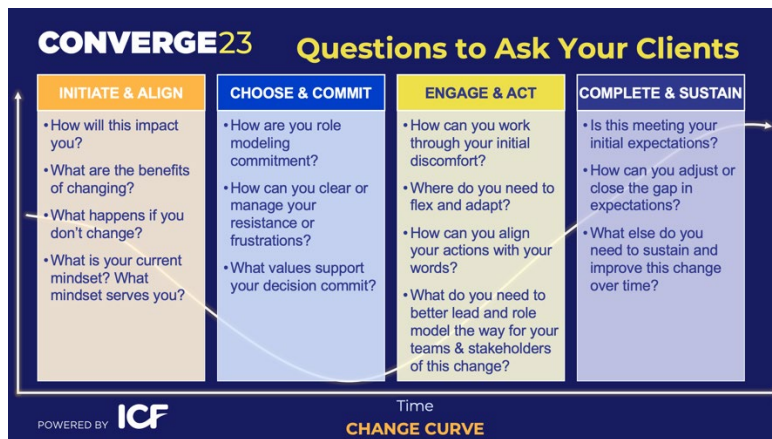 CONVERGE23
Questions to Ask Your Clients
INITIATE & ALIGN
•How will this impact
you?
•What are the benefits
of changing?
•What happens if you
don't change?
•What is your current
mindset? What
mindset serves you?
CHOOSE & COMMIT
•How are you role
modeling
commitment?
•How can you clear or
manage your
resistance or
frustrations?
•What values support
your decision commit?
ENGAGE & ACT
•How can you work
through your initial
discomfort?
•Where do you need to
flex and adapt?
•How can you align
your actions with your
words?
•What do you need to
better lead and role
model the way for your
teams & stakeholders
of this change?
COMPLETE & SUSTAIN
•Is this meeting your
initial expectations?
•How can you adjust or
close the gap in
expectations?
•What else do you
need to sustain and
improve this change
over time?
Time
POWERED BY ICF
CHANGE CURVE